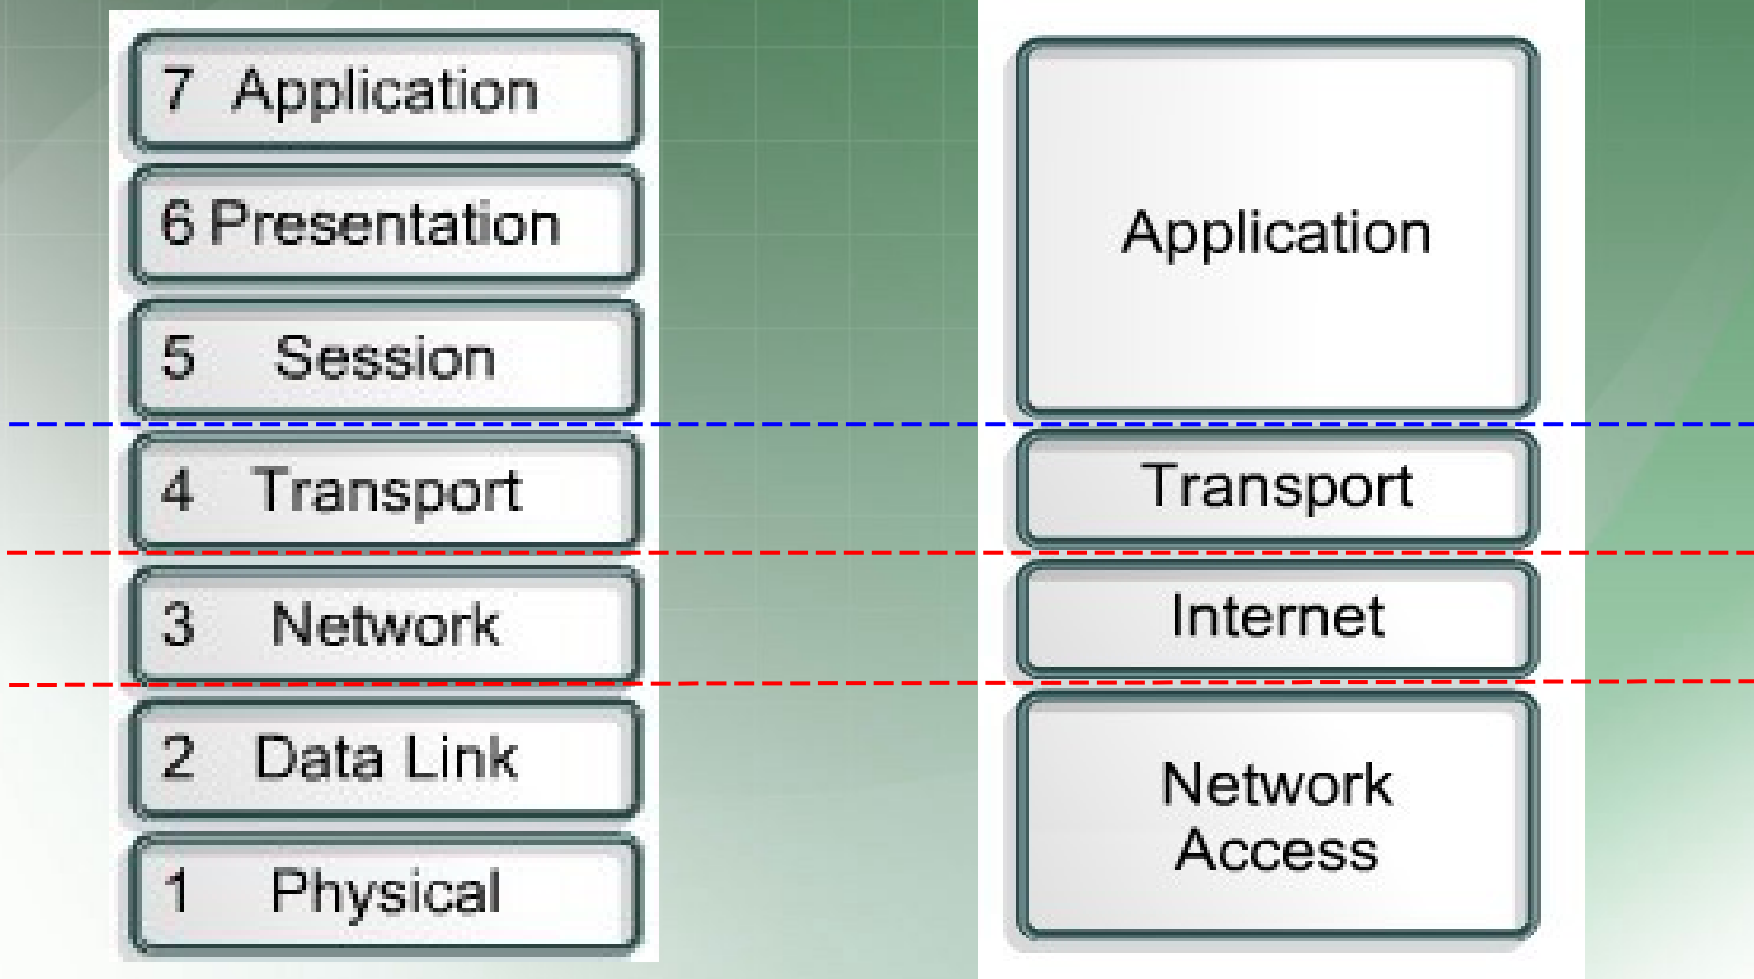 7 Application
6 Presentation
5 Session
4 Transport
3 Network
2 Data Link
1 Physical
Application
Transport
Internet
Network
Access